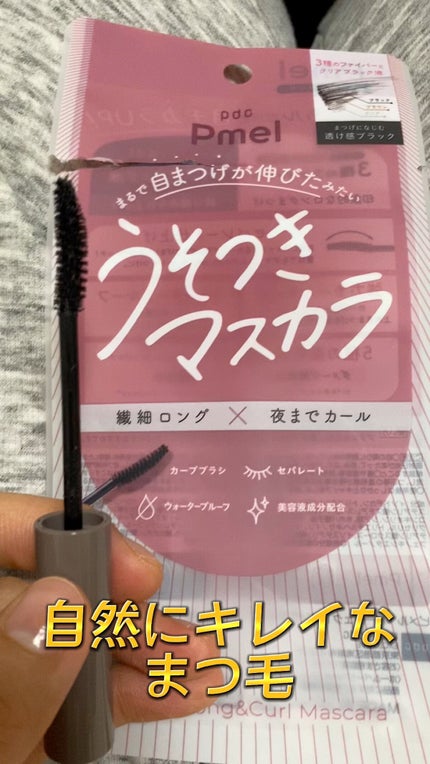 3種のファイバーと
クリアブラック液
ブラック
まつげになじむ
透け感ブラック
pdc
Pmel
まるで自まつげが伸びたみたい。
うそつき
マスカラ
繊細ロング × 夜までカール
カーブブラシ
セパレート
ウォータープルーフ
美容液成分配合
自然にキレイな
まつ毛
ng&Curl Mascara